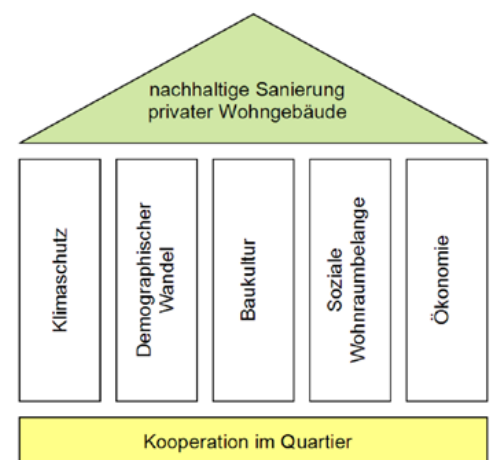 nachhaltige Sanierung
privater Wohngebäude
Klimaschutz
Demographischer
Wandel
Baukultur
Soziale
Wohnraumbelange
Ökonomie
Kooperation im Quartier